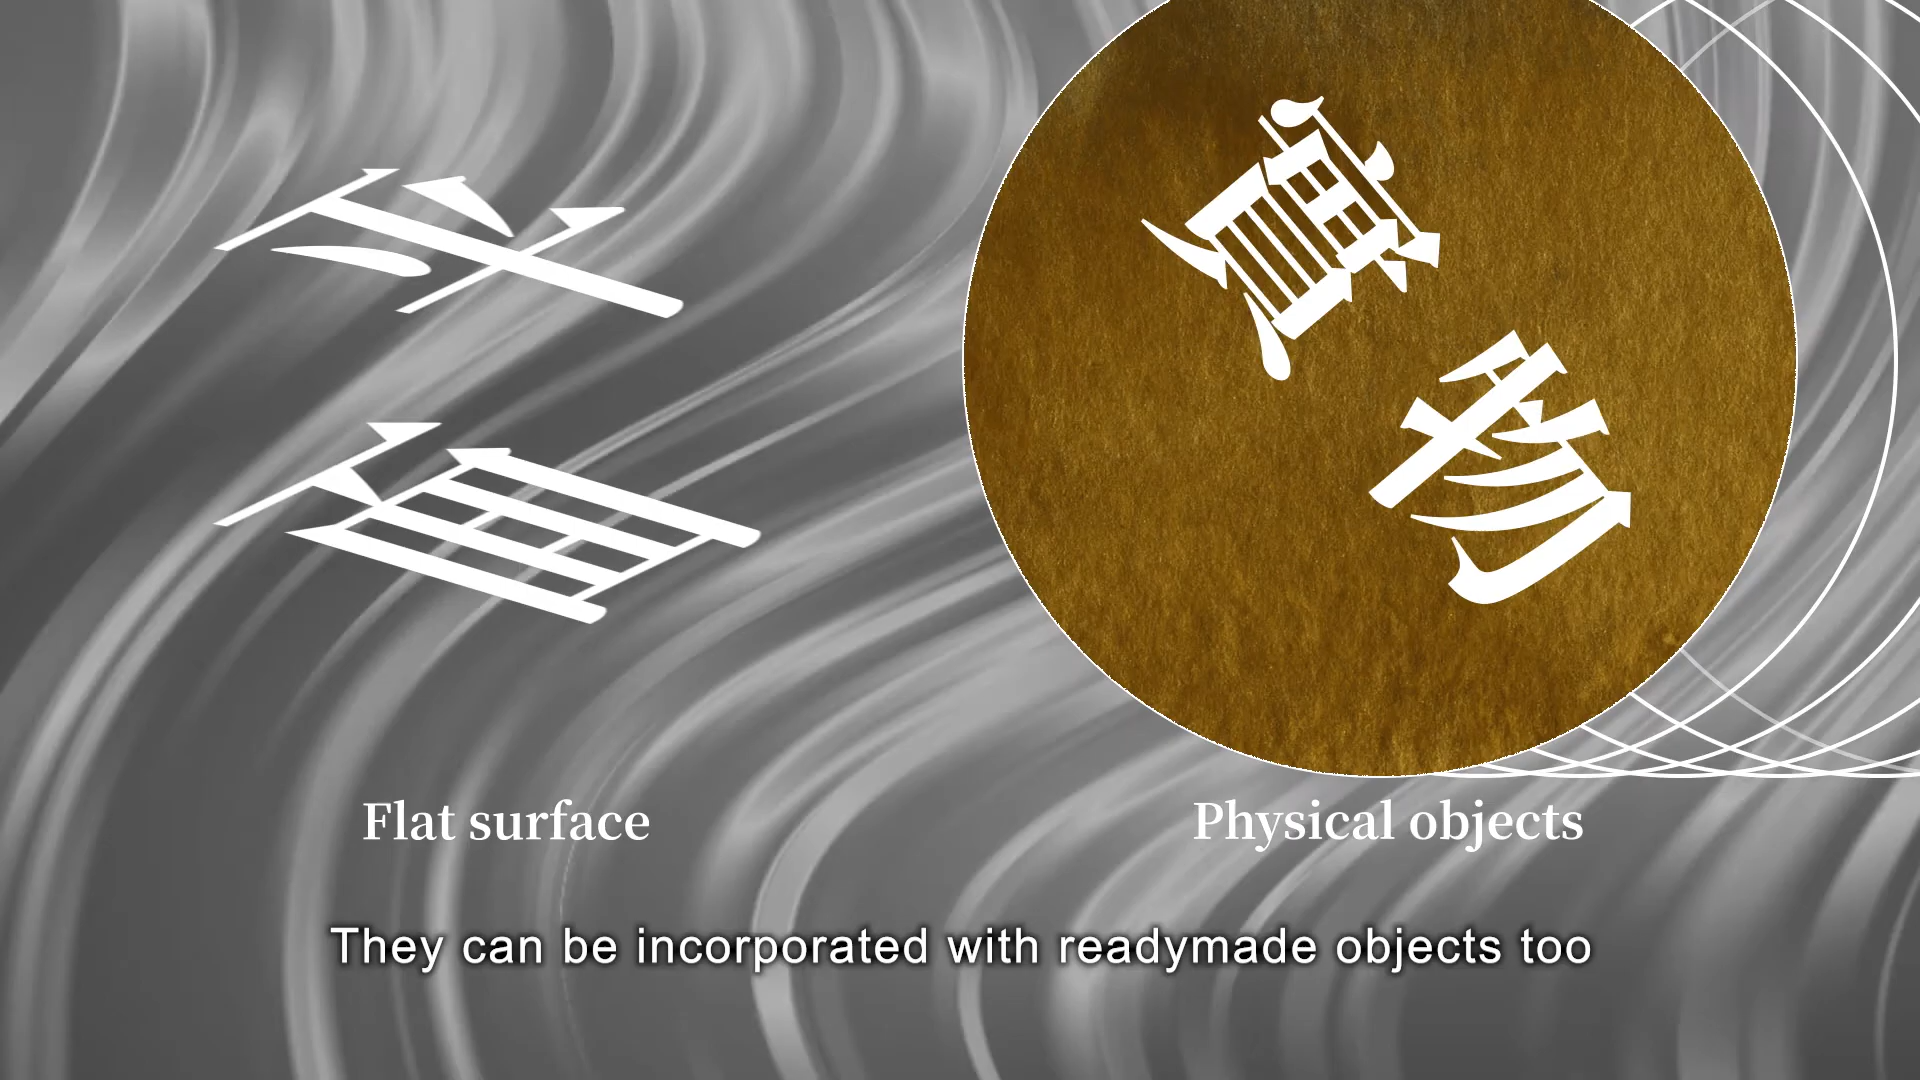 平面
實物
Flat surface
Physical objects
They can be incorporated with readymade objects too